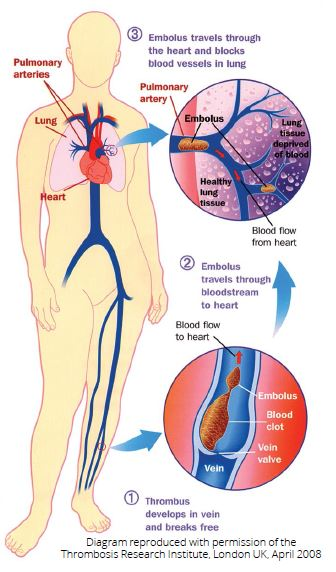 ③ Embolus travels through
the heart and blocks
blood vessels in lung
Pulmonary
arteries
Lung
Heart
Pulmonary
artery
Embolus
Lung
tissue
deprived
of blood
Healthy
lung
tissue
Blood flow
from heart
② Embolus
travels through
bloodstream
to heart
Blood flow
to heart
Embolus
Blood
clot
Vein
valve
Vein
① Thrombus
develops in vein
and breaks free
Diagram reproduced with permission of the
Thrombosis Research Institute, London UK, April 2008